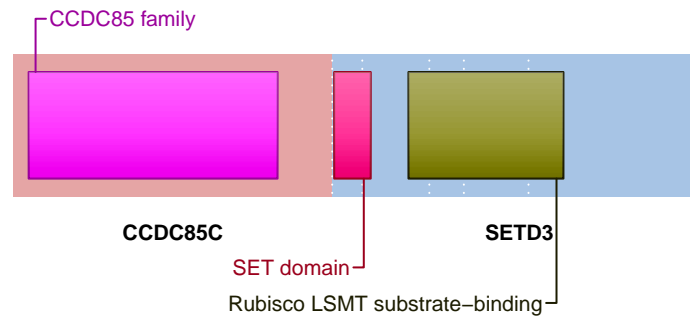 CCDC85 family
CCDC85C
SETD3
SET domain
Rubisco LSMT substrate−binding